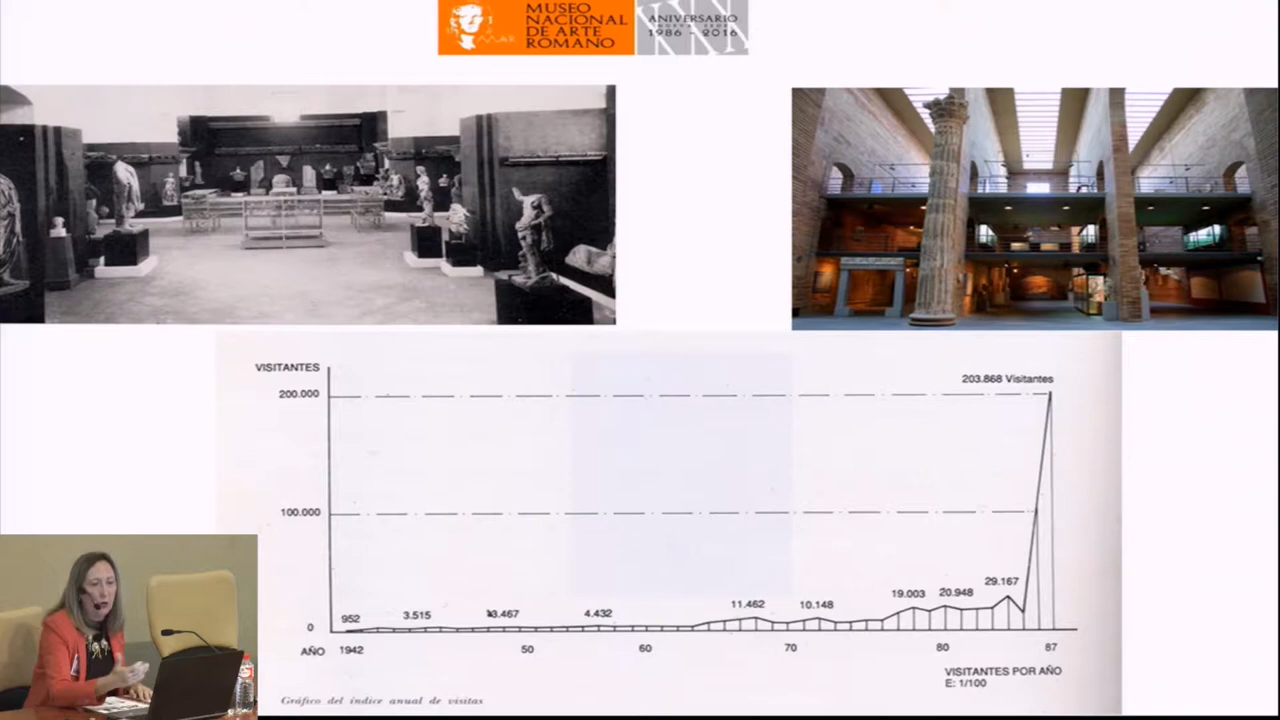 MUSEO
NACIONAL
DE ARTE
ROMANO
ANIVERSARIO
1986 - 2016
VISITANTES
203.868 Visitantes
200.000
100.000
29.167
19.003
20.948
11.462
10.148
952
3.515
3.467
4.432
0
AÑO
1942
50
60
70
80
87
VISITANTES POR AÑO
E: 1/100
Gráfico del índice anual de visitas